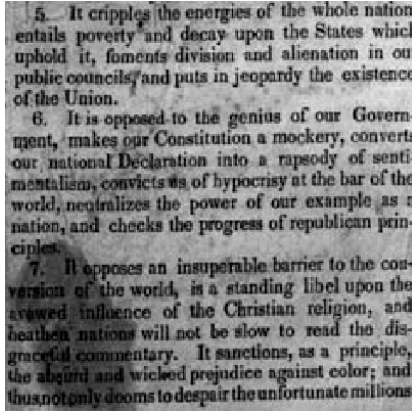 5. It cripples the energies of the whole nation
entails poverty and decay upon the States which
uphold it, foments division and alienation in our
public councils, and puts in jeopardy the existence
of the Union.
6. It is opposed to the genius of our Govern-
ment, makes our Constitution a mockery, converts
our national Declaration into a rapsody of senti-
mentalism, convicts us of hypocrisy at the bar of the
world, neutralizes the power of our example as a
nation, and checks the progress of republican prin-
ciples.
7. It opposes an insuperable barrier to the con-
version of the world, is a standing libel upon the
avowed influence of the Christian religion, and
heathen nations will not be slow to read the dis-
graceful commentary. It sanctions, as a principle,
the absurd and wicked prejudice against color; and
thus, not only dooms to despair the unfortunate millions